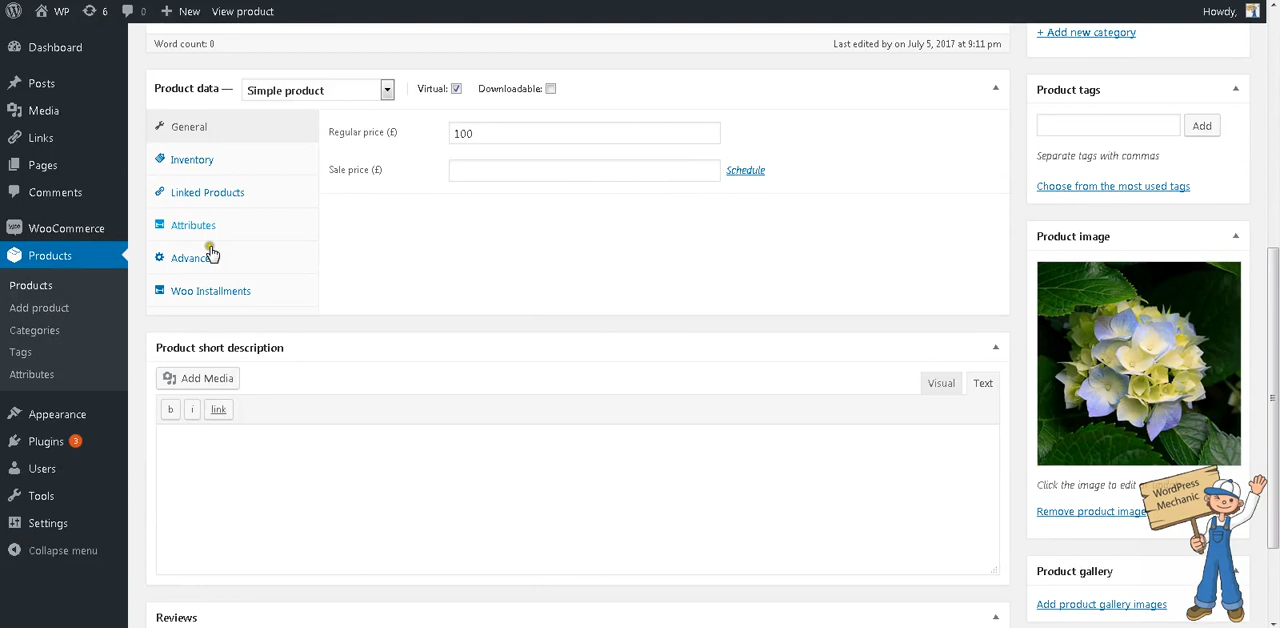 WP
6
0
New
View product
Howdy,
Dashboard
Posts
Media
Links
Pages
Comments
WooCommerce
Products
Products
Add product
Categories
Tags
Attributes
Appearance
Plugins 3
Users
Tools
Settings
Collapse menu
Word count: 0
Last edited by on July 5, 2017 at 9:11 pm
Product data —
Simple product
Virtual:
Downloadable:
General
Inventory
Linked Products
Attributes
Advanc
Woo Installments
Regular price (£)
100
Sale price (£)
Schedule
Product short description
Add Media
Visual
Text
b
i
link
Reviews
+ Add new category
Product tags
Add
Separate tags with commas
Choose from the most used tags
Product image
Click the image to edit
Remove product image
WordPress
Mechanic
Product gallery
Add product gallery images